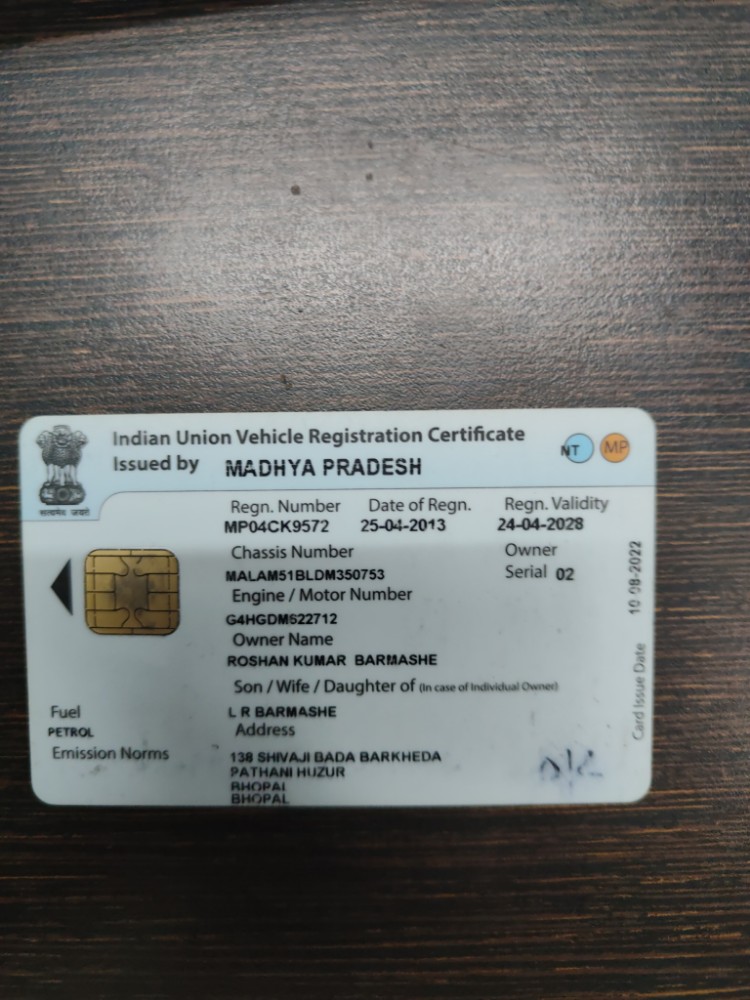 Indian Union Vehicle Registration Certificate
Issued by MADHYA PRADESH
NT MP
सत्यमेव जयते
Regn. Number Date of Regn. Regn. Validity
MP04CK9572 25-04-2013 24-04-2028
Chassis Number Owner
MALAM51BLDM350753 Serial 02
Engine / Motor Number
G4HGDM622712
Owner Name
ROSHAN KUMAR BARMASHE
Son / Wife / Daughter of (In case of Individual Owner)
Fuel L R BARMASHE
PETROL Address
Emission Norms 138 SHIVAJI BADA BARKHEDA
PATHANI HUZUR
BHOPAL
BHOPAL
Card Issue Date 10-08-2022